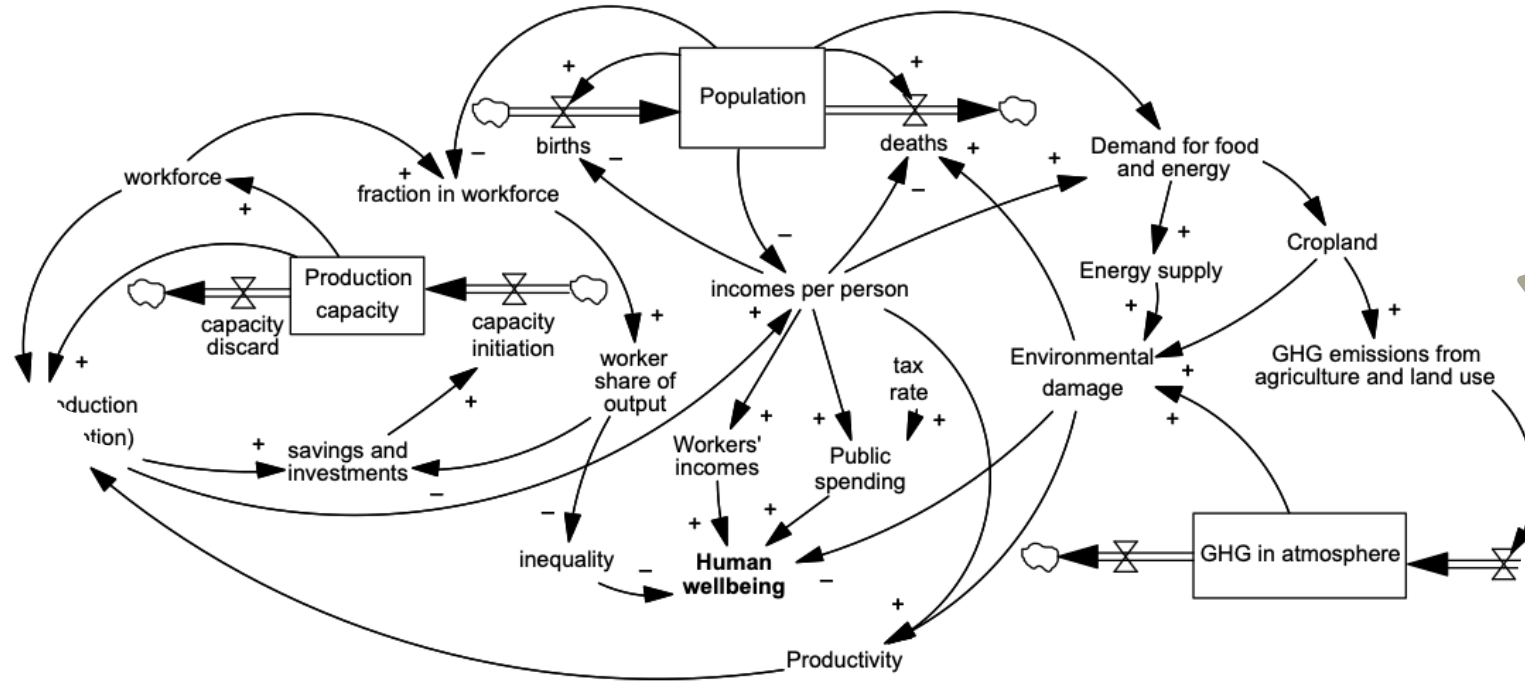 Population
births
deaths
Demand for food
and energy
workforce
fraction in workforce
Cropland
Energy supply
Production
capacity
incomes per person
capacity
discard
capacity
initiation
worker
share of
output
tax
rate
Environmental
damage
GHG emissions from
agriculture and land use
savings and
investments
Workers'
incomes
Public
spending
inequality
Human
wellbeing
GHG in atmosphere
Productivity
+
+
+
–
–
+
+
+
–
+
+
–
+
+
+
+
+
+
+
+
+
+
+
+
–
–
+
+
–
–
+